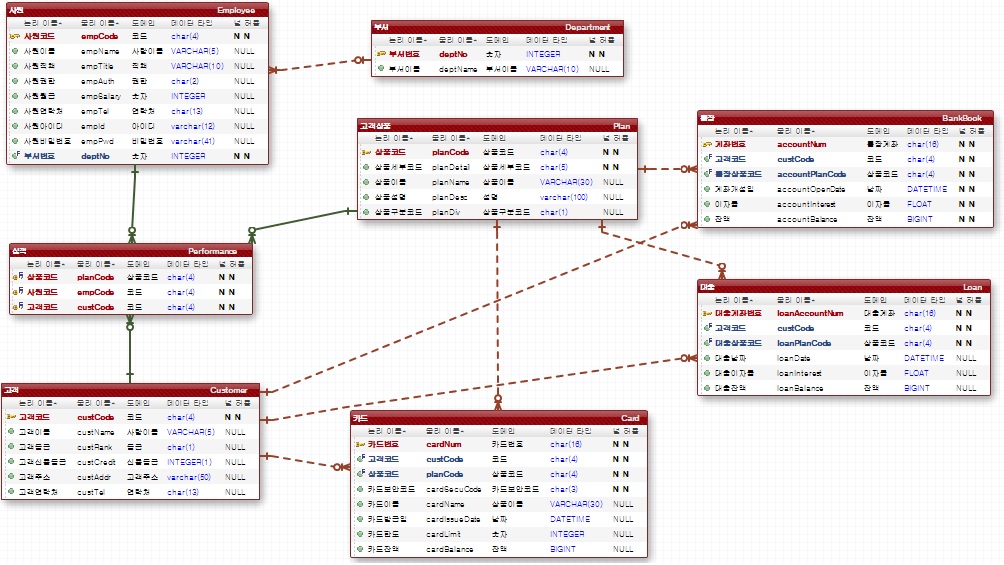 사원 Employee
논리 이름 물리 이름 도메인 데이터 타입 널 허용
사원코드 empCode 코드 char(4) N N
사원이름 empName 사람이름 VARCHAR(5) NULL
사원직책 empTitle 직책 VARCHAR(10) NULL
사원권한 empAuth 권한 char(2) NULL
사원월급 empSalary 숫자 INTEGER NULL
사원연락처 empTel 연락처 char(13) NULL
사원아이디 empId 아이디 varchar(12) NULL
사원비밀번호 empPwd 비밀번호 varchar(41) NULL
부서번호 deptNo 숫자 INTEGER N N
부서 Department
논리 이름 물리 이름 도메인 데이터 타입 널 허용
부서번호 deptNo 숫자 INTEGER N N
부서이름 deptName 부서이름 VARCHAR(10) NULL
고객상품 Plan
논리 이름 물리 이름 도메인 데이터 타입 널 허용
상품코드 planCode 상품코드 char(4) N N
상품세부코드 planDetail 상품세부코드 char(5) N N
상품이름 planName 상품이름 VARCHAR(30) NULL
상품설명 planDesc 설명 varchar(100) NULL
상품구분코드 planDiv 상품구분코드 char(1) NULL
통장 BankBook
논리 이름 물리 이름 도메인 데이터 타입 널 허용
계좌번호 accountNum 통장계좌 char(16) N N
고객코드 custCode 코드 char(4) N N
통장상품코드 accountPlanCode 상품코드 char(4) N N
계좌개설일 accountOpenDate 날짜 DATETIME N N
이자율 accountInterest 이자율 FLOAT N N
잔액 accountBalance 잔액 BIGINT N N
실적 Performance
논리 이름 물리 이름 도메인 데이터 타입 널 허용
상품코드 planCode 상품코드 char(4) N N
사원코드 empCode 코드 char(4) N N
고객코드 custCode 코드 char(4) N N
대출 Loan
논리 이름 물리 이름 도메인 데이터 타입 널 허용
대출계좌번호 loanAccountNum 대출계좌 char(16) N N
고객코드 custCode 코드 char(4) N N
대출상품코드 loanPlanCode 상품코드 char(4) N N
대출날짜 loanDate 날짜 DATETIME NULL
대출이자율 loanInterest 이자율 FLOAT NULL
대출잔액 loanBalance 잔액 BIGINT NULL
고객 Customer
논리 이름 물리 이름 도메인 데이터 타입 널 허용
고객코드 custCode 코드 char(4) N N
고객이름 custName 사람이름 VARCHAR(5) NULL
고객등급 custRank 등급 char(1) NULL
고객신용등급 custCredit 신용등급 INTEGER(1) NULL
고객주소 custAddr 고객주소 varchar(50) NULL
고객연락처 custTel 연락처 char(13) NULL
카드 Card
논리 이름 물리 이름 도메인 데이터 타입 널 허용
카드번호 cardNum 카드번호 char(16) N N
고객코드 custCode 코드 char(4) N N
상품코드 planCode 상품코드 char(4) N N
카드보안코드 cardSecuCode 카드보안코드 char(3) N N
카드이름 cardName 상품이름 VARCHAR(30) NULL
카드발급일 cardIssueDate 날짜 DATETIME NULL
카드한도 cardLimit 숫자 INTEGER NULL
카드잔액 cardBalance 잔액 BIGINT NULL